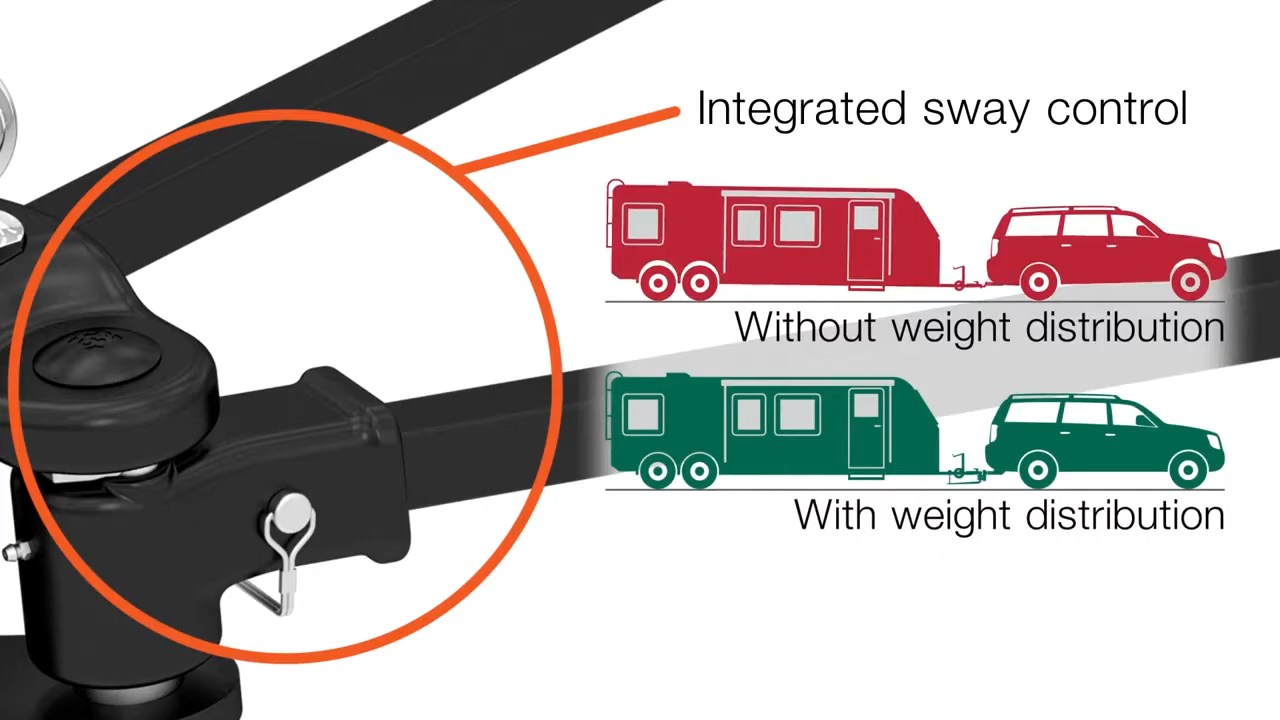 Integrated sway control
Without weight distribution
With weight distribution